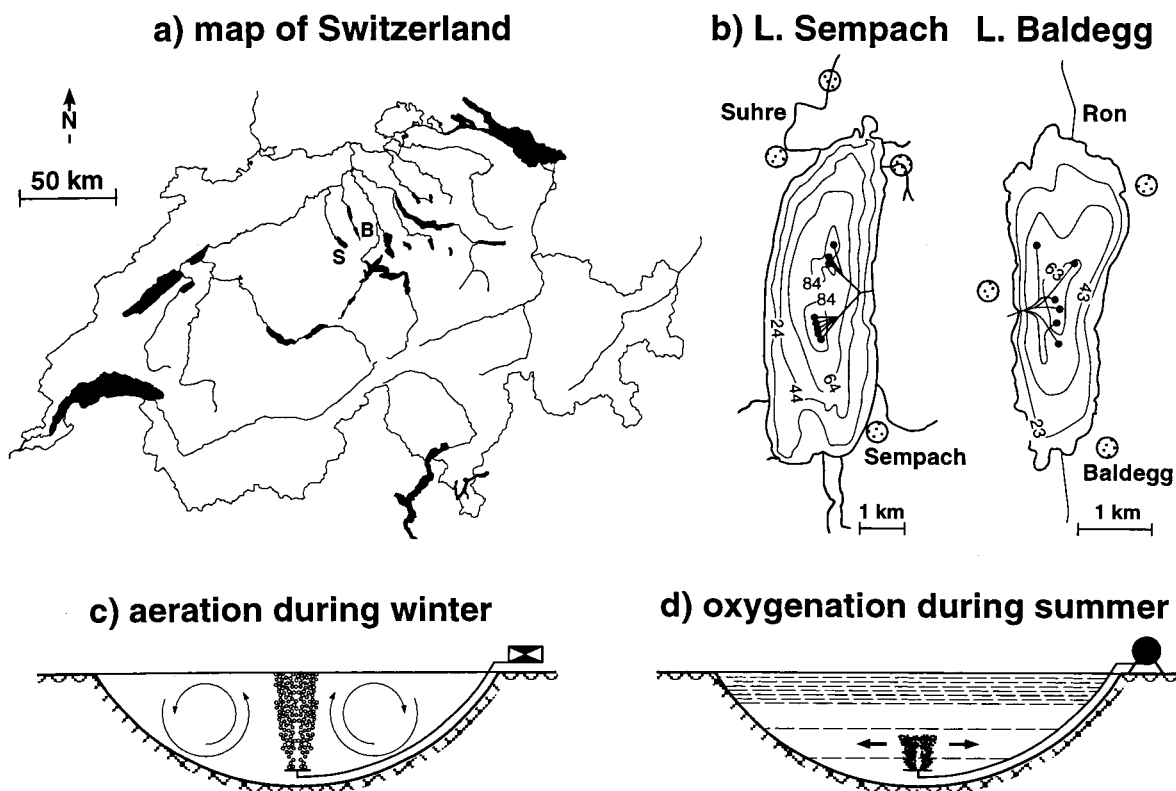 a) map of Switzerland
N
50 km
B
S
b) L. Sempach L. Baldegg
Suhre
Ron
84
84
24
64
44
Sempach
1 km
63
43
23
Baldegg
1 km
c) aeration during winter
d) oxygenation during summer